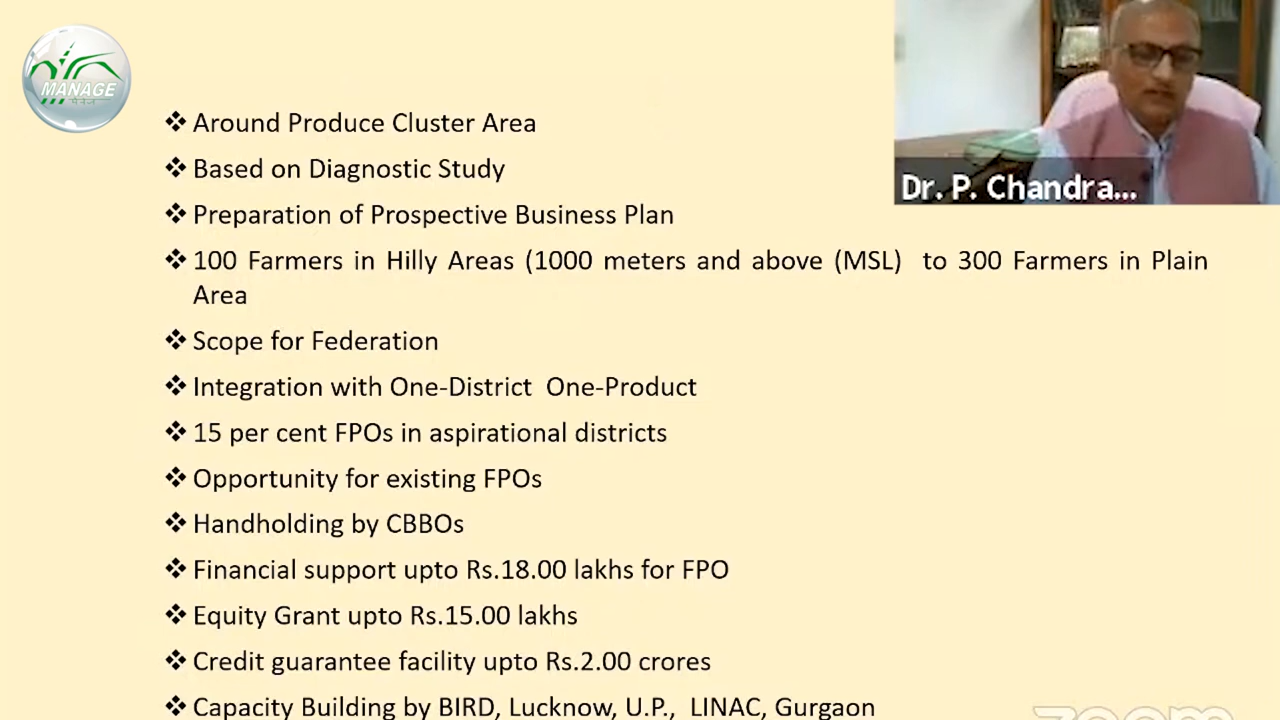 MANAGE
मैनेज
Dr. P. Chandra...
❖ Around Produce Cluster Area
❖ Based on Diagnostic Study
❖ Preparation of Prospective Business Plan
❖ 100 Farmers in Hilly Areas (1000 meters and above (MSL) to 300 Farmers in Plain
Area
❖ Scope for Federation
❖ Integration with One-District One-Product
❖ 15 per cent FPOs in aspirational districts
❖ Opportunity for existing FPOs
❖ Handholding by CBBOs
❖ Financial support upto Rs.18.00 lakhs for FPO
❖ Equity Grant upto Rs.15.00 lakhs
❖ Credit guarantee facility upto Rs.2.00 crores
❖ Capacity Building by BIRD, Lucknow, U.P., LINAC, Gurgaon
zoom